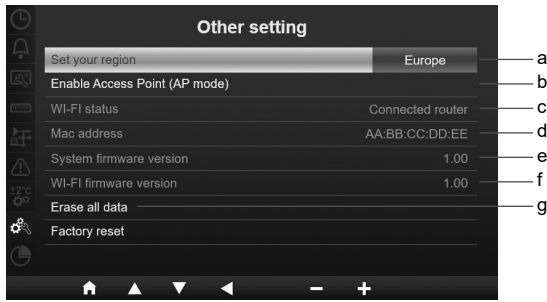 Other setting
Set your region Europe a
Enable Access Point (AP mode) b
WI-FI status Connected router c
Mac address AA:BB:CC:DD:EE d
System firmware version 1.00 e
WI-FI firmware version 1.00 f
Erase all data g
Factory reset
±2°C